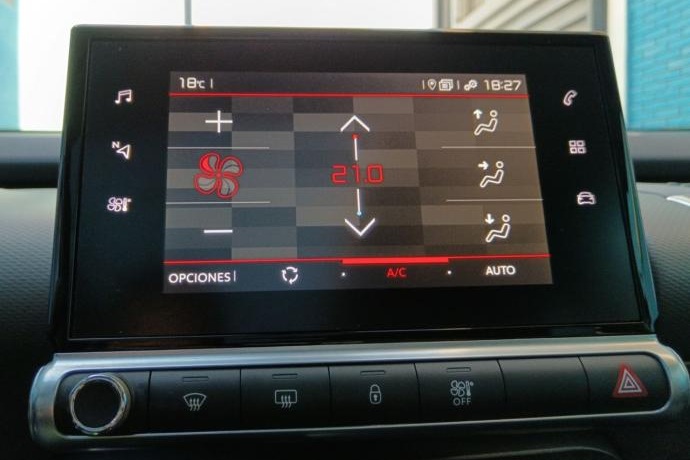 18°C 18:27
N
21.0
OPCIONES A/C AUTO
OFF